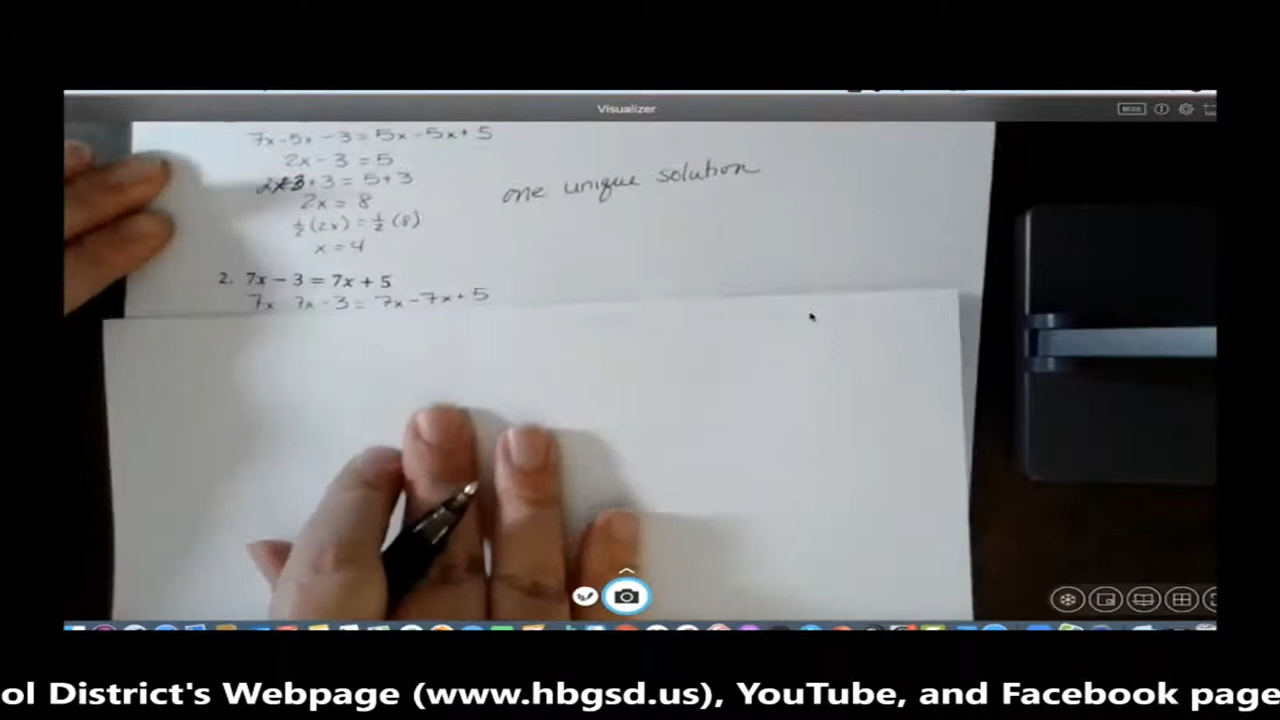 Visualizer
MODE
7x-5x-3=5x-5x+5
2x-3=5
+3=5+3
2x=8
½(2x)=½(8)
x=4
one unique solution
2. 7x − 3 = 7x + 5
7x 7x-3=7x-7x+5
ol District's Webpage (www.hbgsd.us), YouTube, and Facebook page